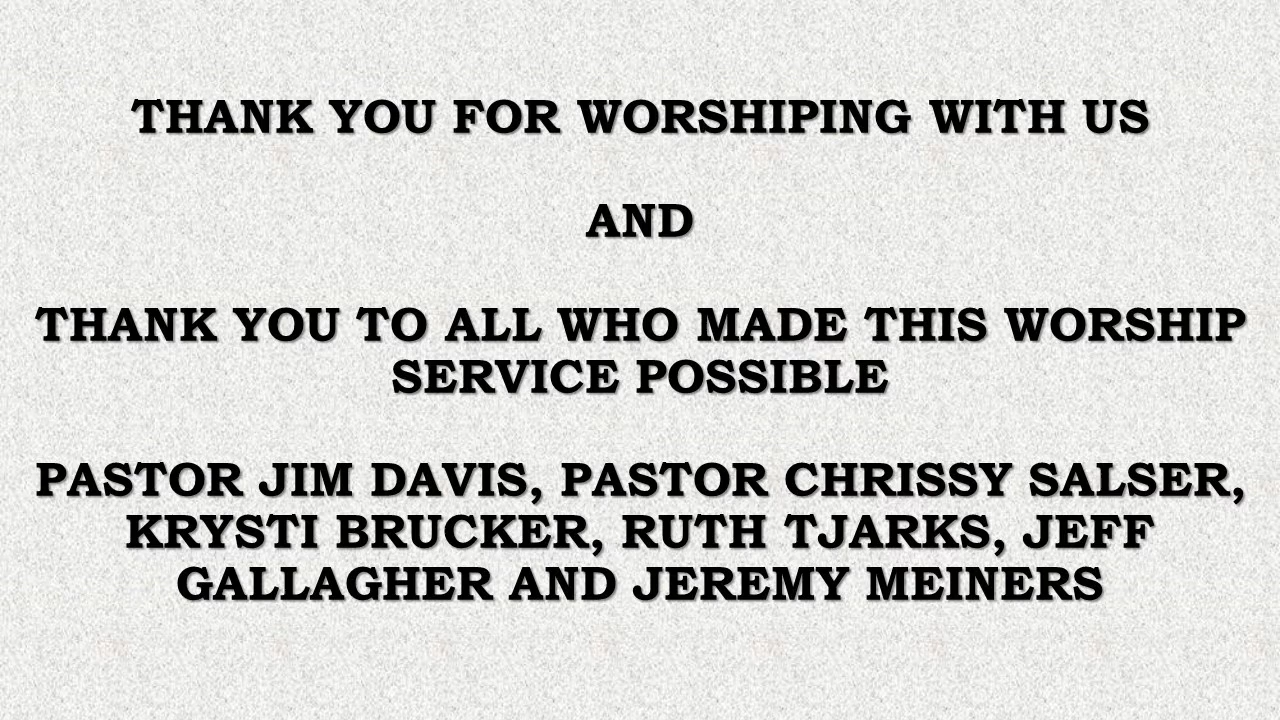 THANK YOU FOR WORSHIPING WITH US
AND
THANK YOU TO ALL WHO MADE THIS WORSHIP
SERVICE POSSIBLE
PASTOR JIM DAVIS, PASTOR CHRISSY SALSER,
KRYSTI BRUCKER, RUTH TJARKS, JEFF
GALLAGHER AND JEREMY MEINERS